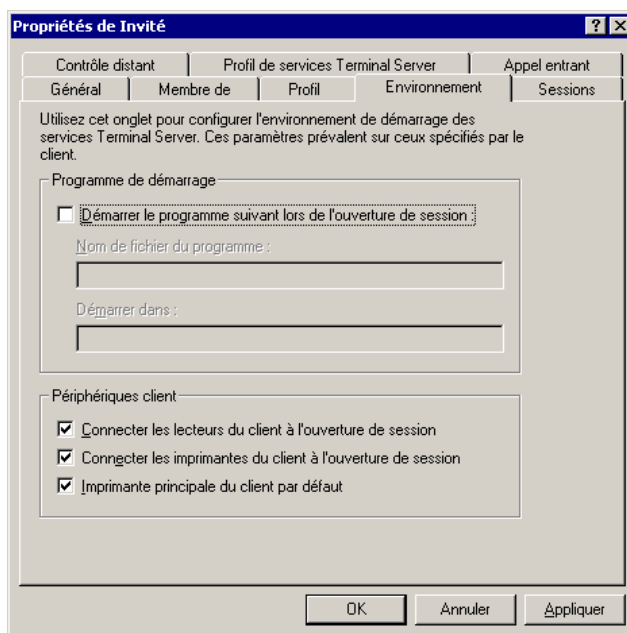 Propriétés de Invité
Contrôle distant Profil de services Terminal Server Appel entrant
Général Membre de Profil Environnement Sessions
Utilisez cet onglet pour configurer l'environnement de démarrage des
services Terminal Server. Ces paramètres prévalent sur ceux spécifiés par le
client.
Programme de démarrage
Démarrer le programme suivant lors de l'ouverture de session :
Nom de fichier du programme :
Démarrer dans :
Périphériques client
Connecter les lecteurs du client à l'ouverture de session
Connecter les imprimantes du client à l'ouverture de session
Imprimante principale du client par défaut
OK Annuler Appliquer